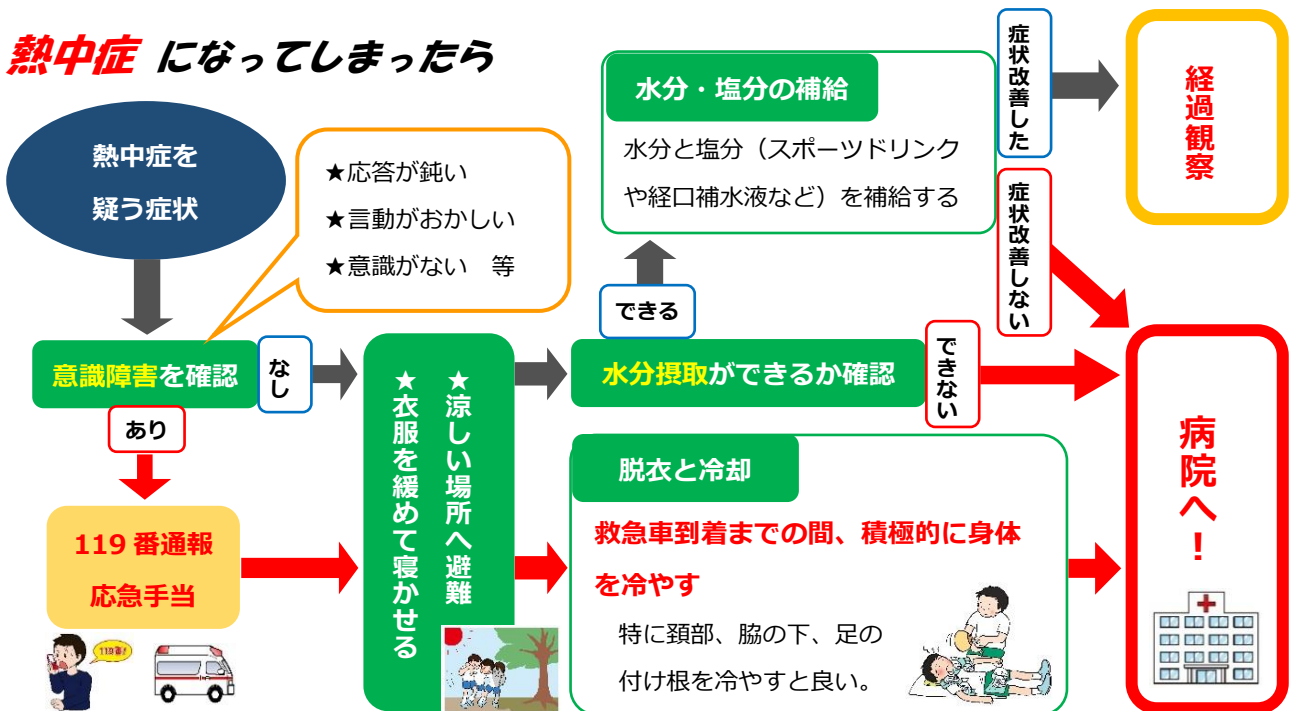 熱中症 になってしまったら
熱中症を
疑う症状
★応答が鈍い
★言動がおかしい
★意識がない　等
意識障害を確認
なし
あり
119 番通報
応急手当
119番!
★涼しい場所へ避難
★衣服を緩めて寝かせる
水分摂取ができるか確認
できる
できない
水分・塩分の補給
水分と塩分（スポーツドリンク
や経口補水液など）を補給する
症状改善した
症状改善しない
経過観察
脱衣と冷却
救急車到着までの間、積極的に身体
を冷やす
特に頚部、脇の下、足の
付け根を冷やすと良い。
病院へ！